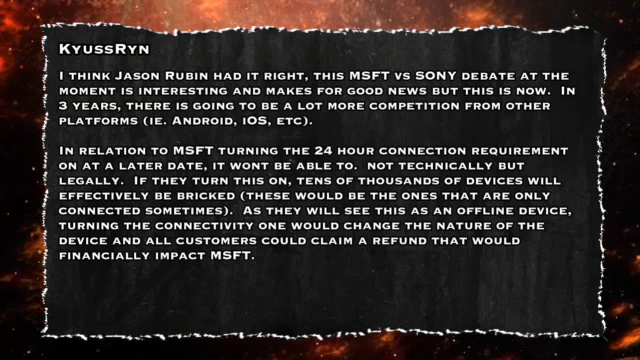 KyussRyn
I think Jason Rubin had it right, this MSFT vs SONY debate at the
moment is interesting and makes for good news but this is now. In
3 years, there is going to be a lot more competition from other
platforms (ie. Android, iOS, etc).
In relation to MSFT turning the 24 hour connection requirement
on at a later date, it wont be able to. not technically but
legally. If they turn this on, tens of thousands of devices will
effectively be bricked (these would be the ones that are only
connected sometimes). As they will see this as an offline device,
turning the connectivity one would change the nature of the
device and all customers could claim a refund that would
financially impact MSFT.